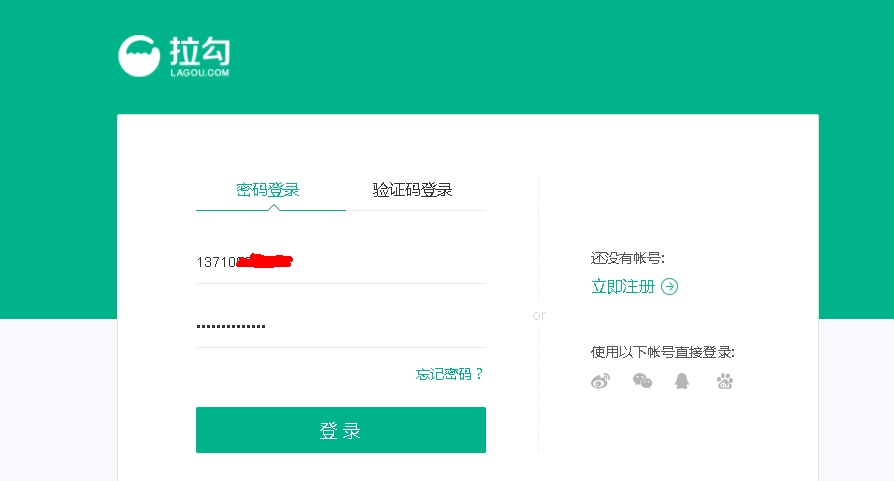 拉勾
LAGOU.COM
密码登录
验证码登录
13710
忘记密码？
登 录
or
还没有帐号:
立即注册
使用以下帐号直接登录: